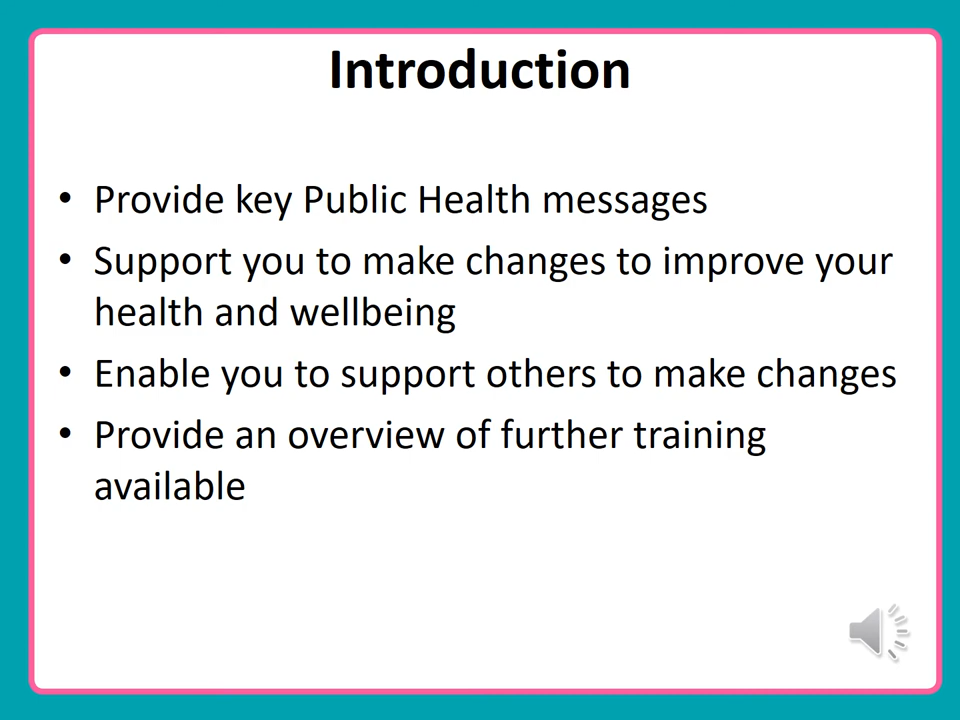 Introduction
• Provide key Public Health messages
• Support you to make changes to improve your
health and wellbeing
• Enable you to support others to make changes
• Provide an overview of further training
available